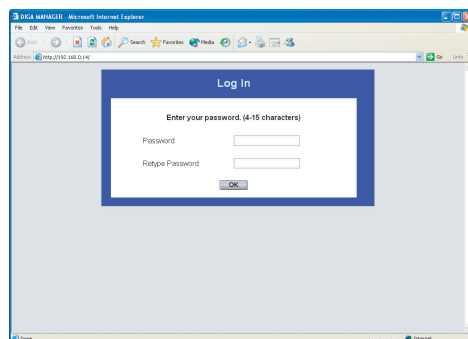 DIGA MANAGER - Microsoft Internet Explorer
File Edit View Favorites Tools Help
Search Favorites Media
Address http://192.168.0.14/ Go Links
Log In
Enter your password. (4-15 characters)
Password
Retype Password
OK
Done Internet